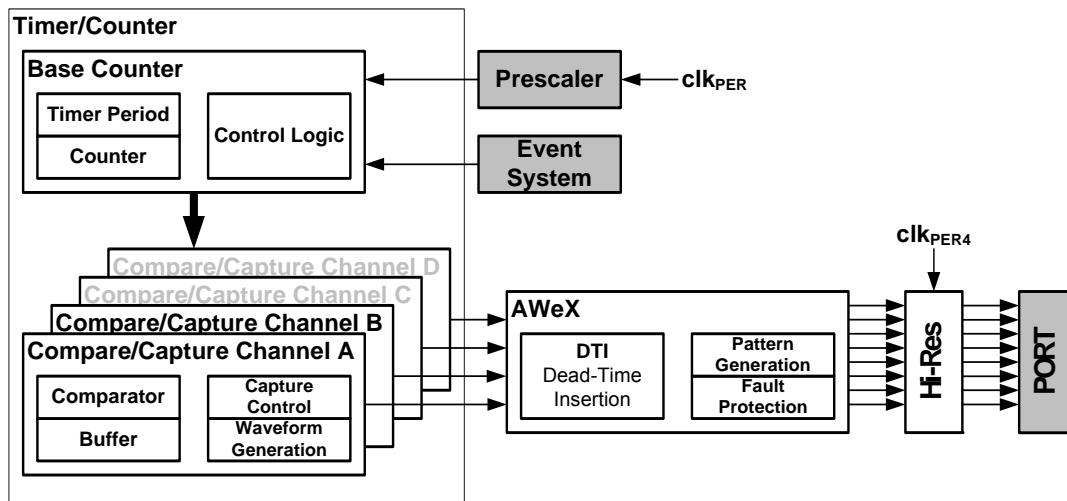 Timer/Counter
Base Counter
Timer Period
Counter
Control Logic
Prescaler
clkPER
Event
System
Compare/Capture Channel D
Compare/Capture Channel C
Compare/Capture Channel B
Compare/Capture Channel A
Comparator
Buffer
Capture
Control
Waveform
Generation
AWeX
DTI
Dead-Time
Insertion
Pattern
Generation
Fault
Protection
clkPER4
Hi-Res
PORT